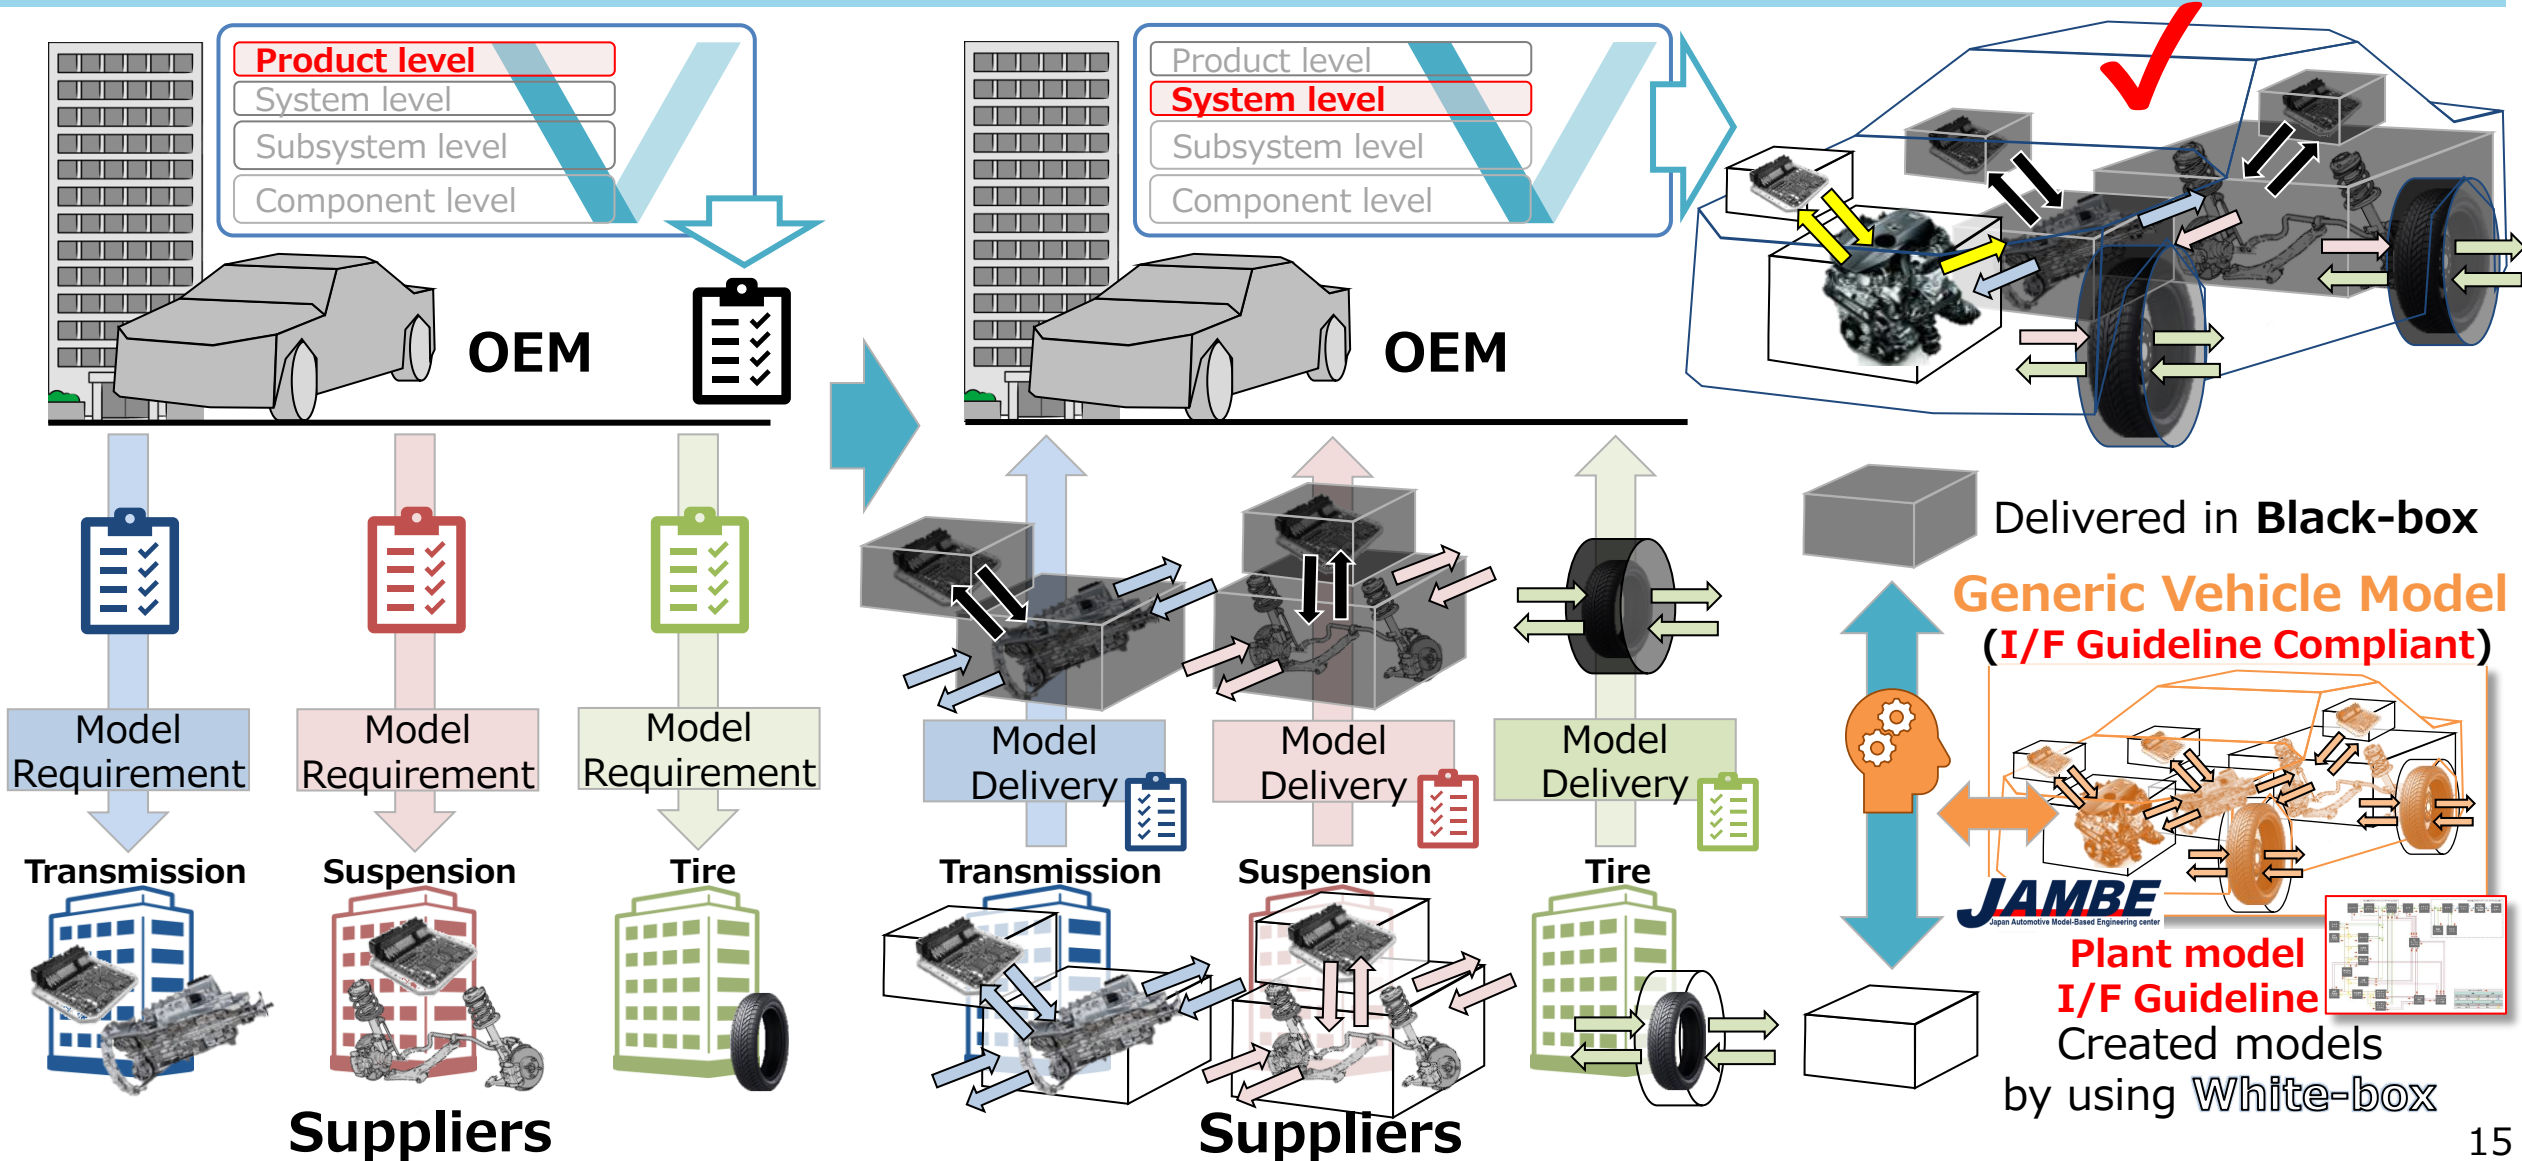 Product level
System level
Subsystem level
Component level
OEM
Model
Requirement
Model
Requirement
Model
Requirement
Transmission
Suspension
Tire
Suppliers
Product level
System level
Subsystem level
Component level
OEM
Model
Delivery
Model
Delivery
Model
Delivery
Transmission
Suspension
Tire
Suppliers
Delivered in Black-box
Generic Vehicle Model
(I/F Guideline Compliant)
JAMBE
Japan Automotive Model-Based Engineering center
Plant model
I/F Guideline
Created models
by using White-box
15